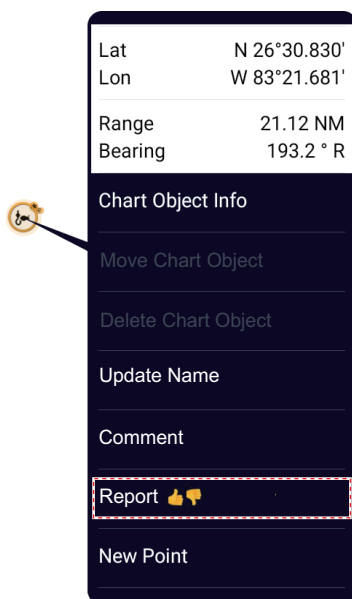 Lat N 26°30.830'
Lon W 83°21.681'
Range 21.12 NM
Bearing 193.2 ° R
Chart Object Info
Move Chart Object
Delete Chart Object
Update Name
Comment
Report 👍👎
New Point